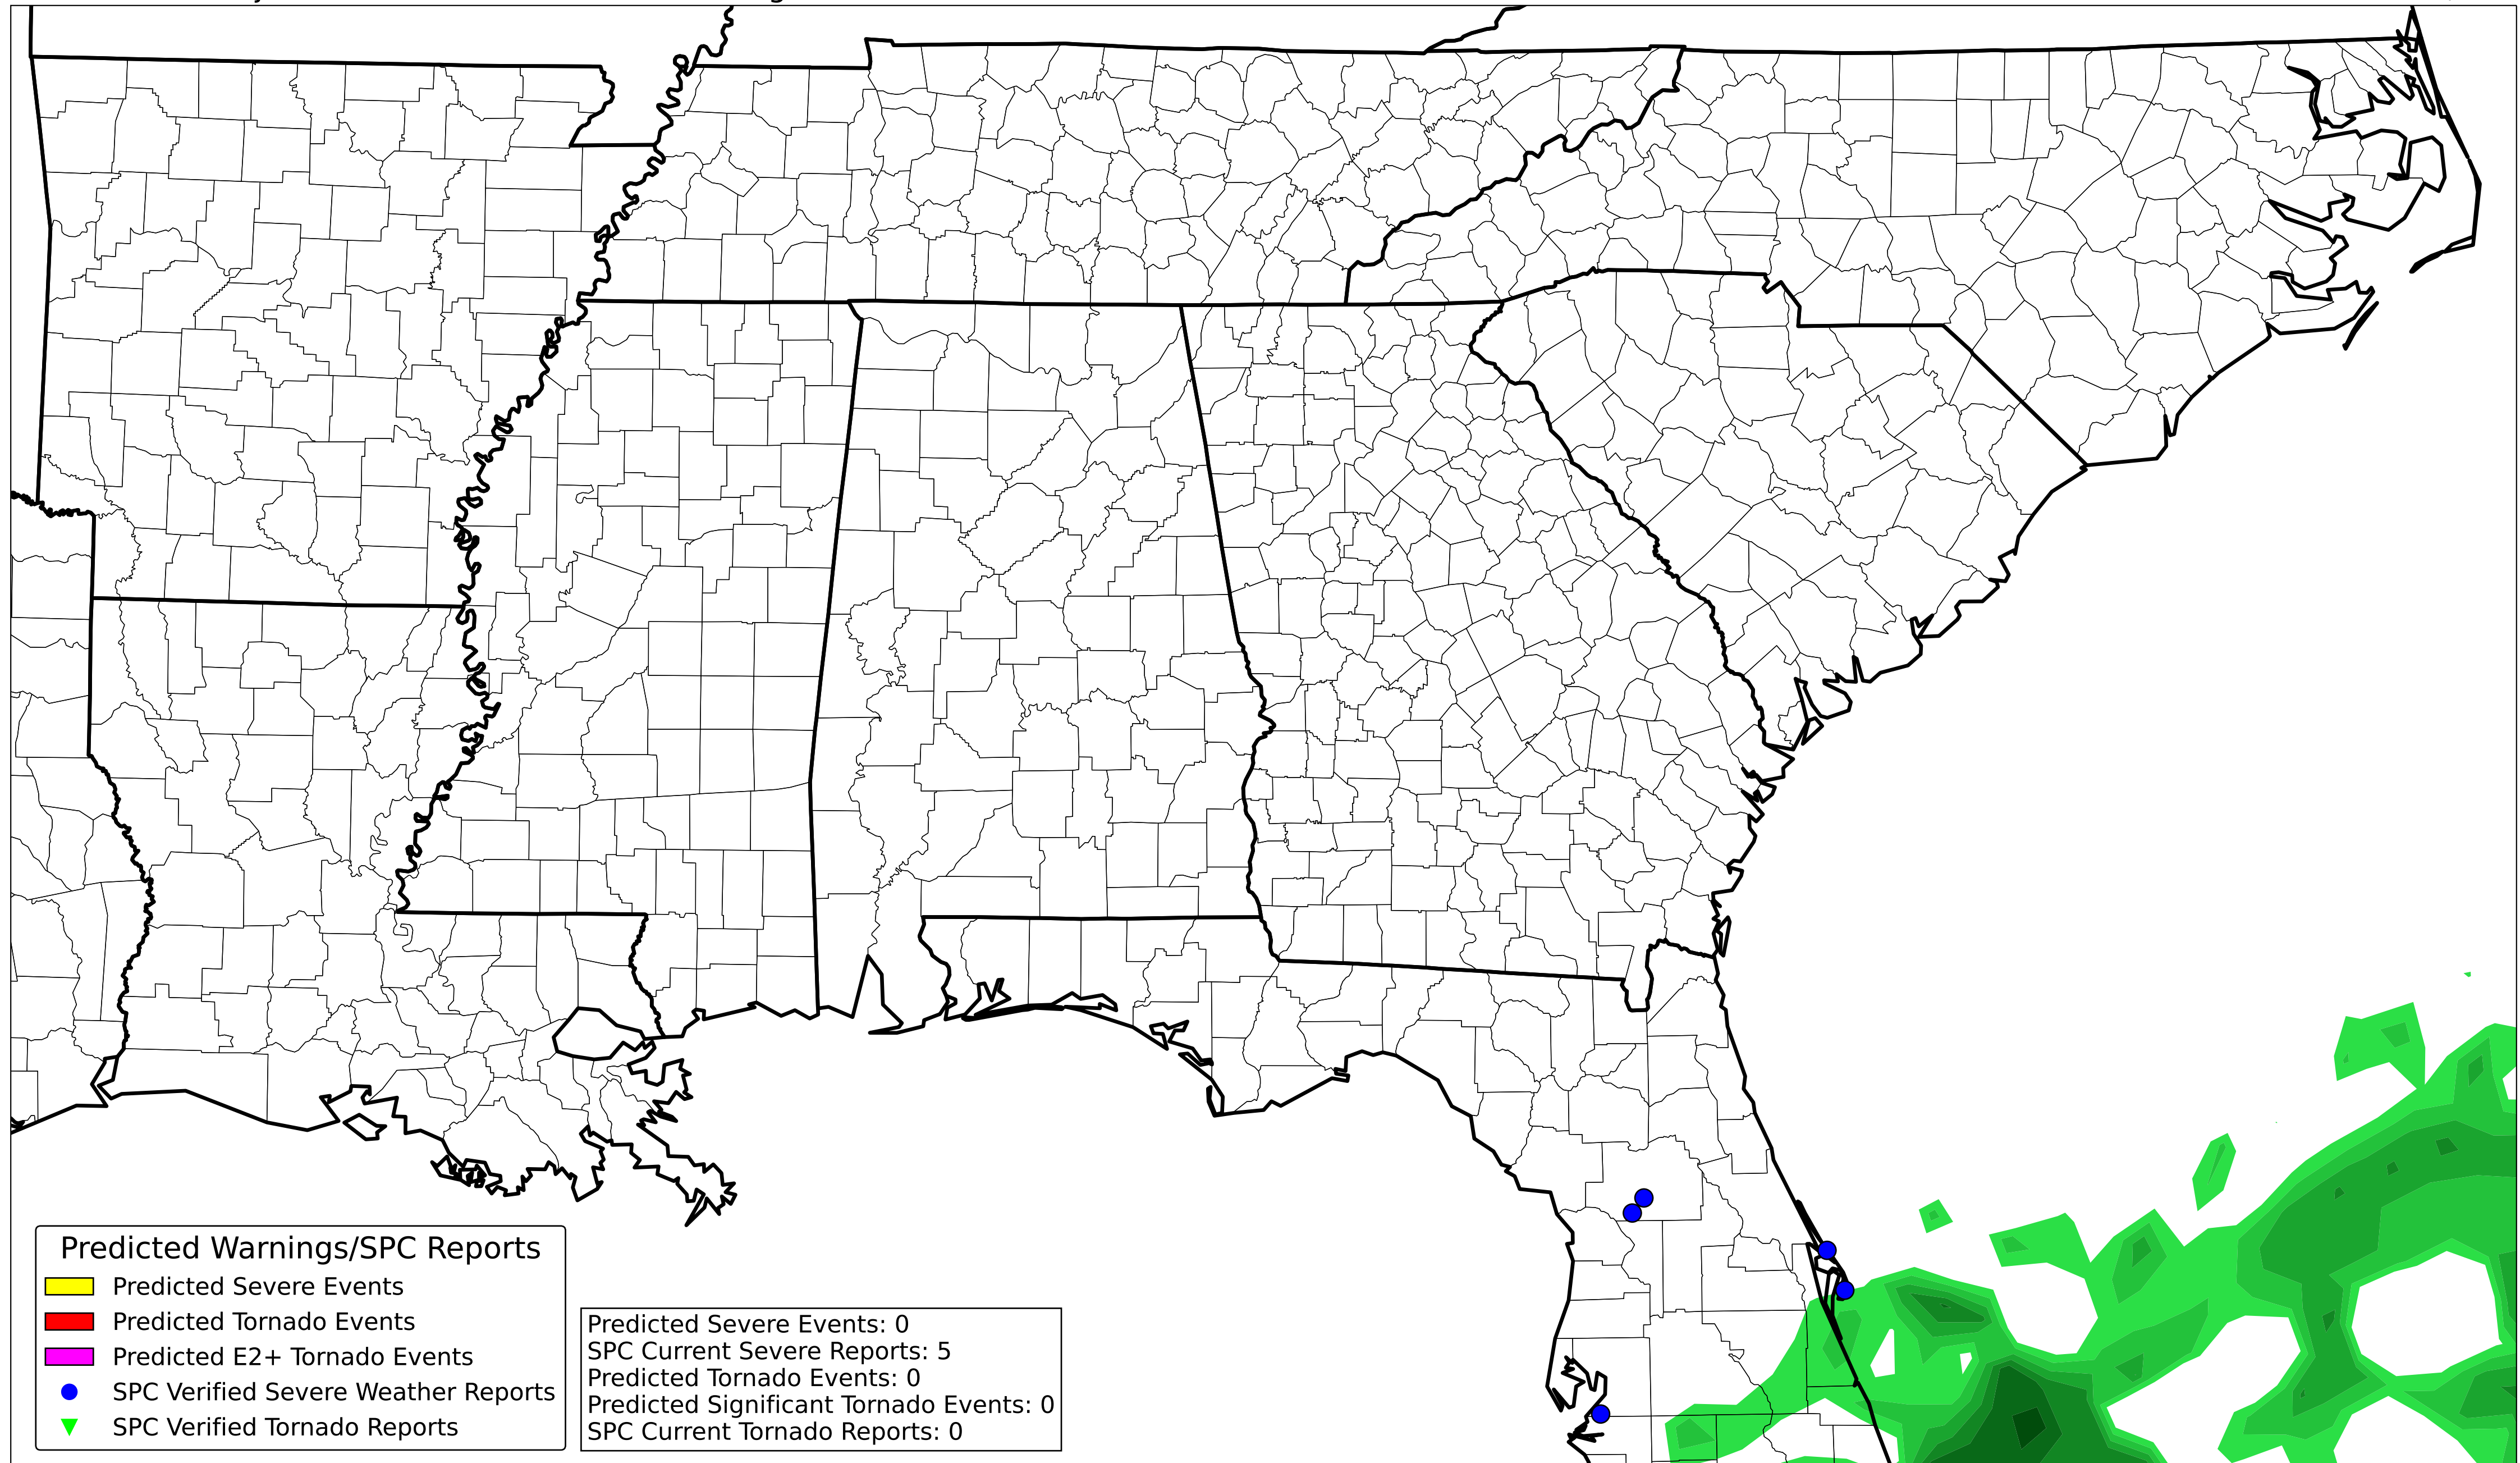 Predicted Warnings/SPC Reports
Predicted Severe Events
Predicted Tornado Events
Predicted E2+ Tornado Events
SPC Verified Severe Weather Reports
SPC Verified Tornado Reports
Predicted Severe Events: 0
SPC Current Severe Reports: 5
Predicted Tornado Events: 0
Predicted Significant Tornado Events: 0
SPC Current Tornado Reports: 0